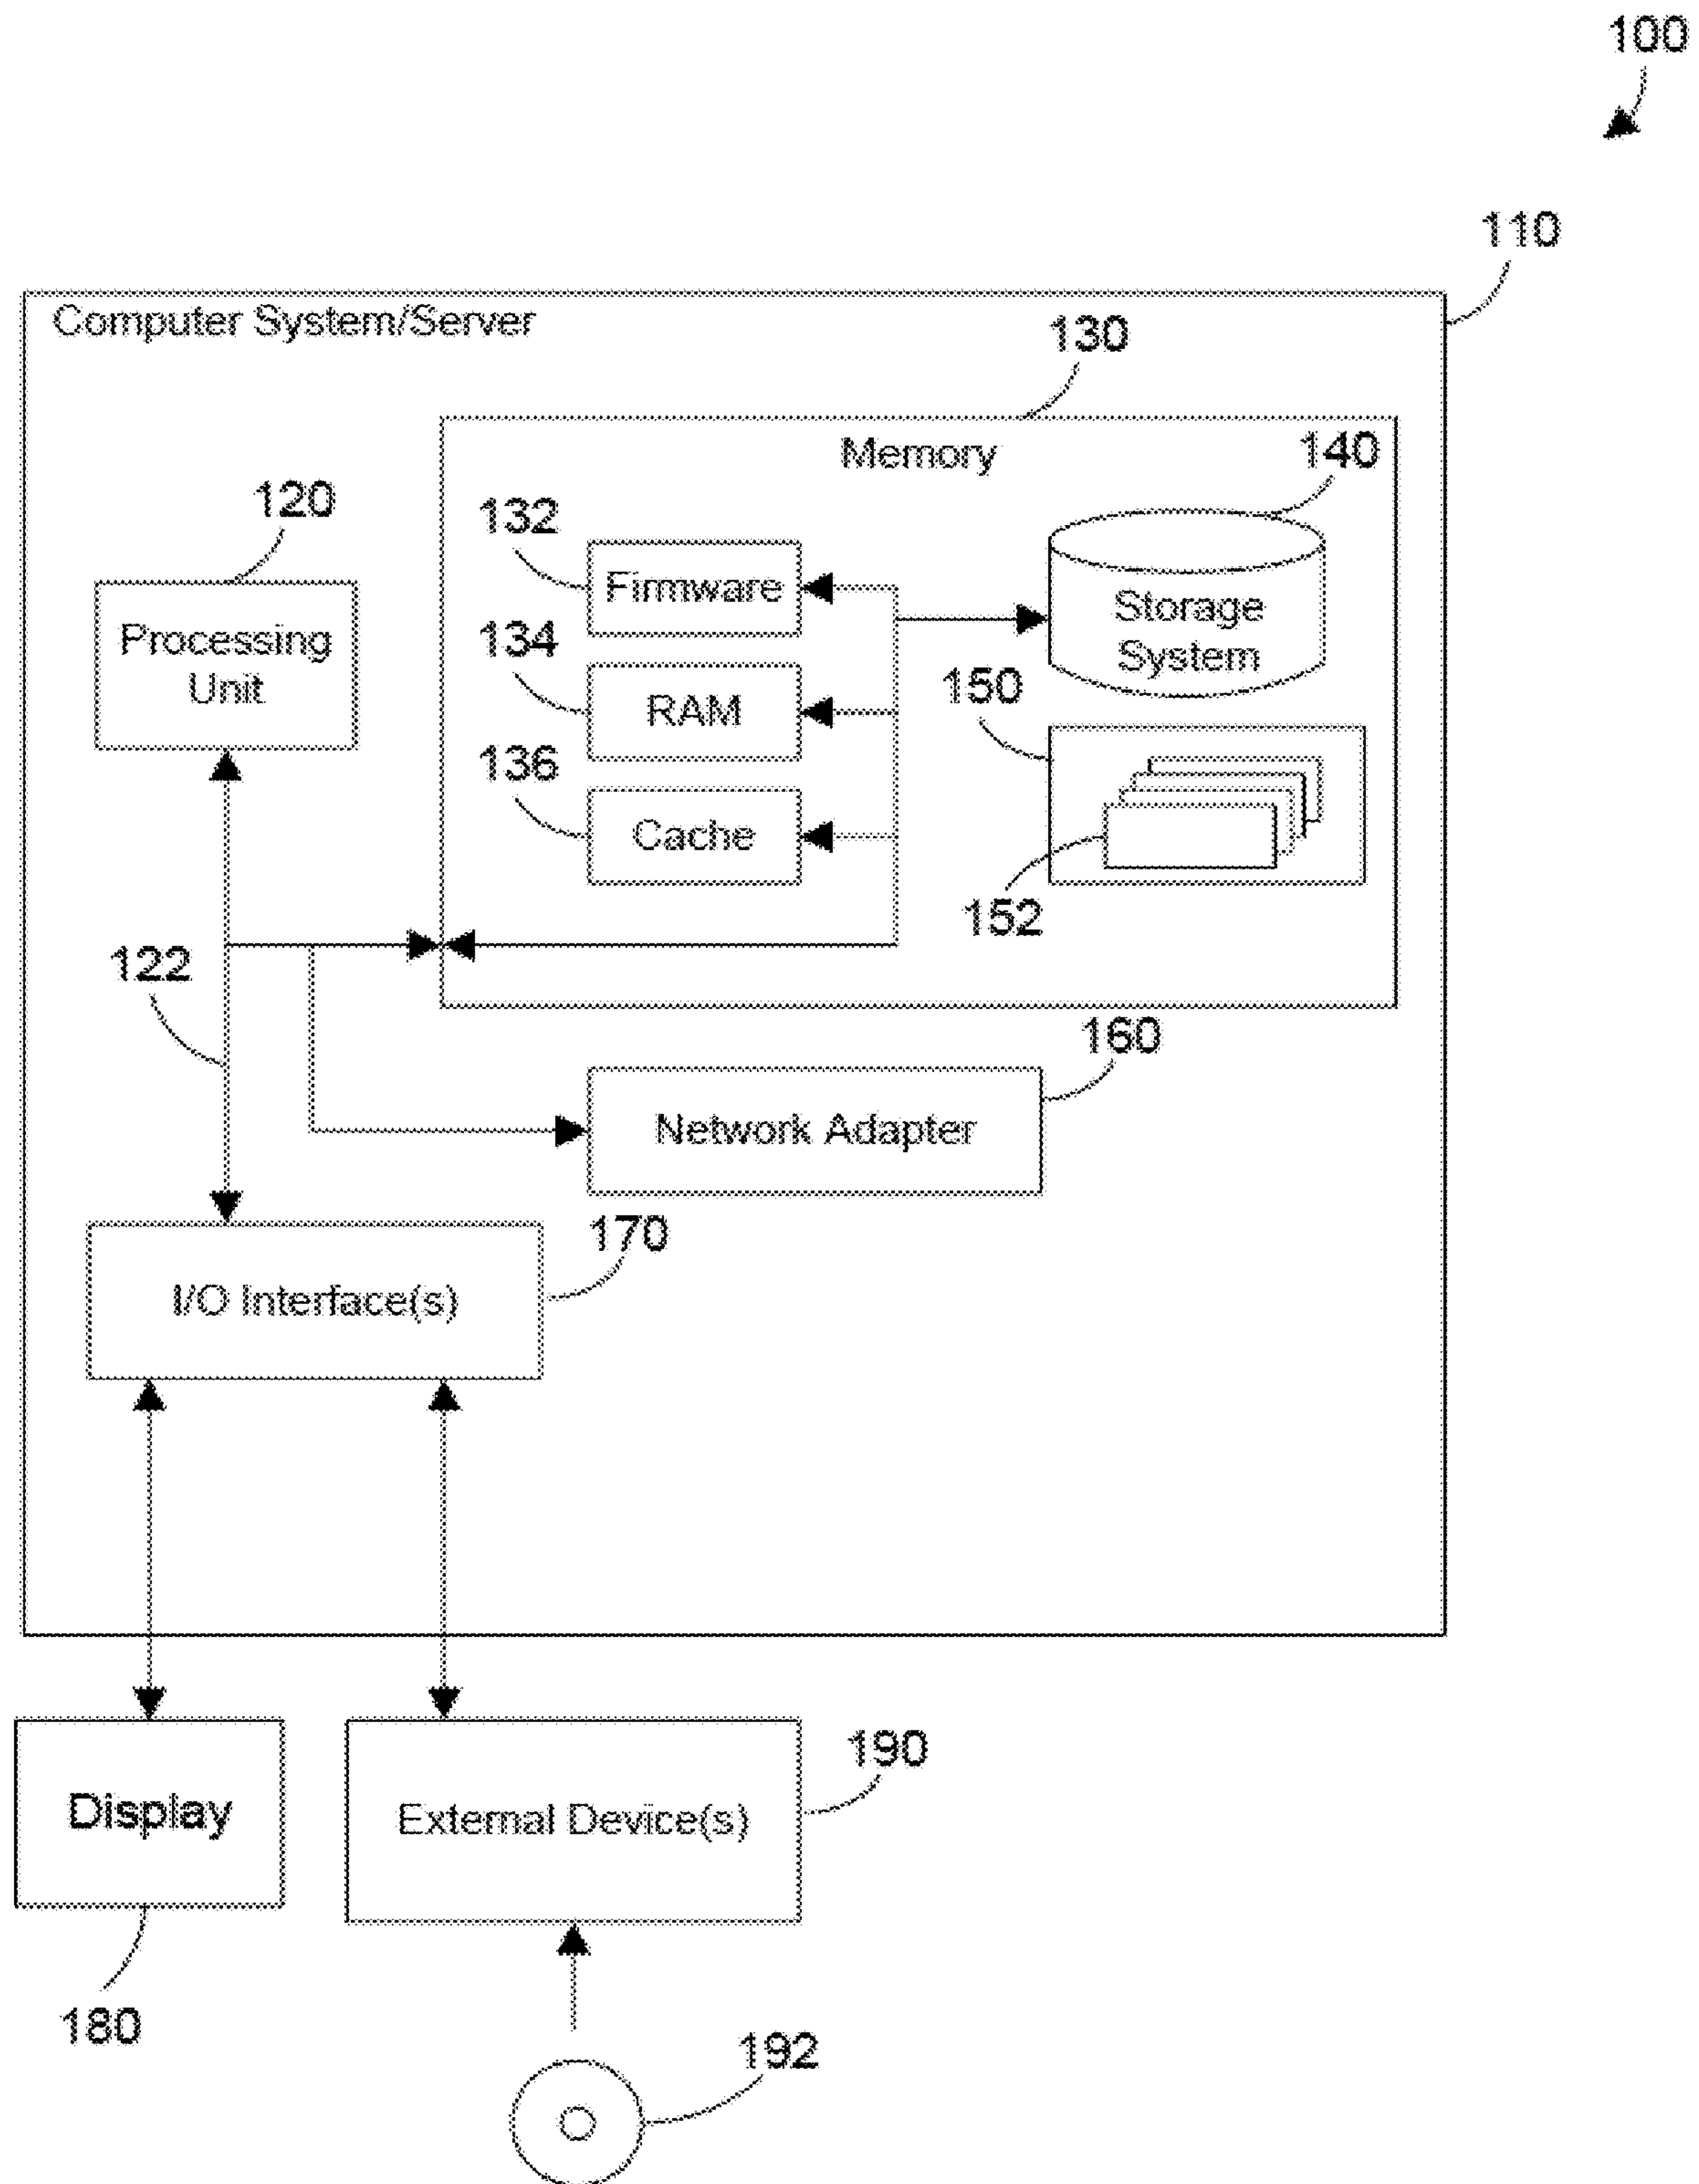 100
110
Computer System/Server
130
Memory
140
120
132
Firmware
Storage
System
Processing
Unit
134
RAM
150
136
Cache
152
122
160
Network Adapter
170
I/O Interface(s)
190
Display
External Device(s)
180
192